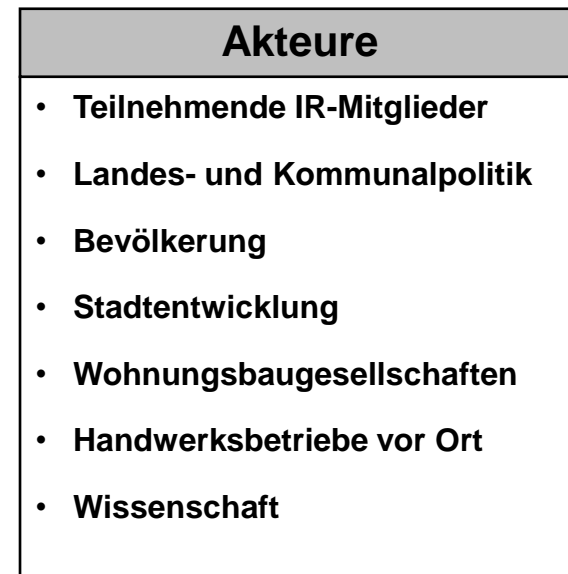 Akteure
• Teilnehmende IR-Mitglieder
• Landes- und Kommunalpolitik
• Bevölkerung
• Stadtentwicklung
• Wohnungsbaugesellschaften
• Handwerksbetriebe vor Ort
• Wissenschaft